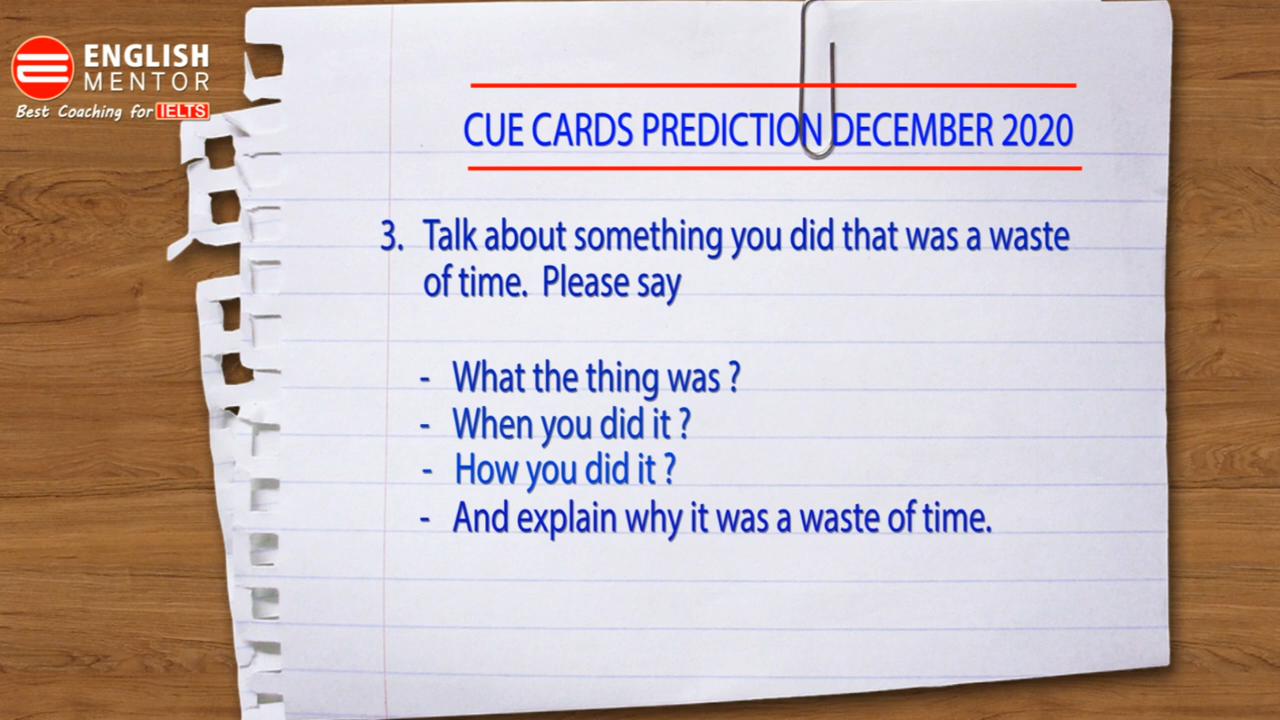 ENGLISH
MENTOR
Best Coaching for IELTS
CUE CARDS PREDICTION DECEMBER 2020
3. Talk about something you did that was a waste
of time. Please say
- What the thing was ?
- When you did it ?
- How you did it ?
- And explain why it was a waste of time.